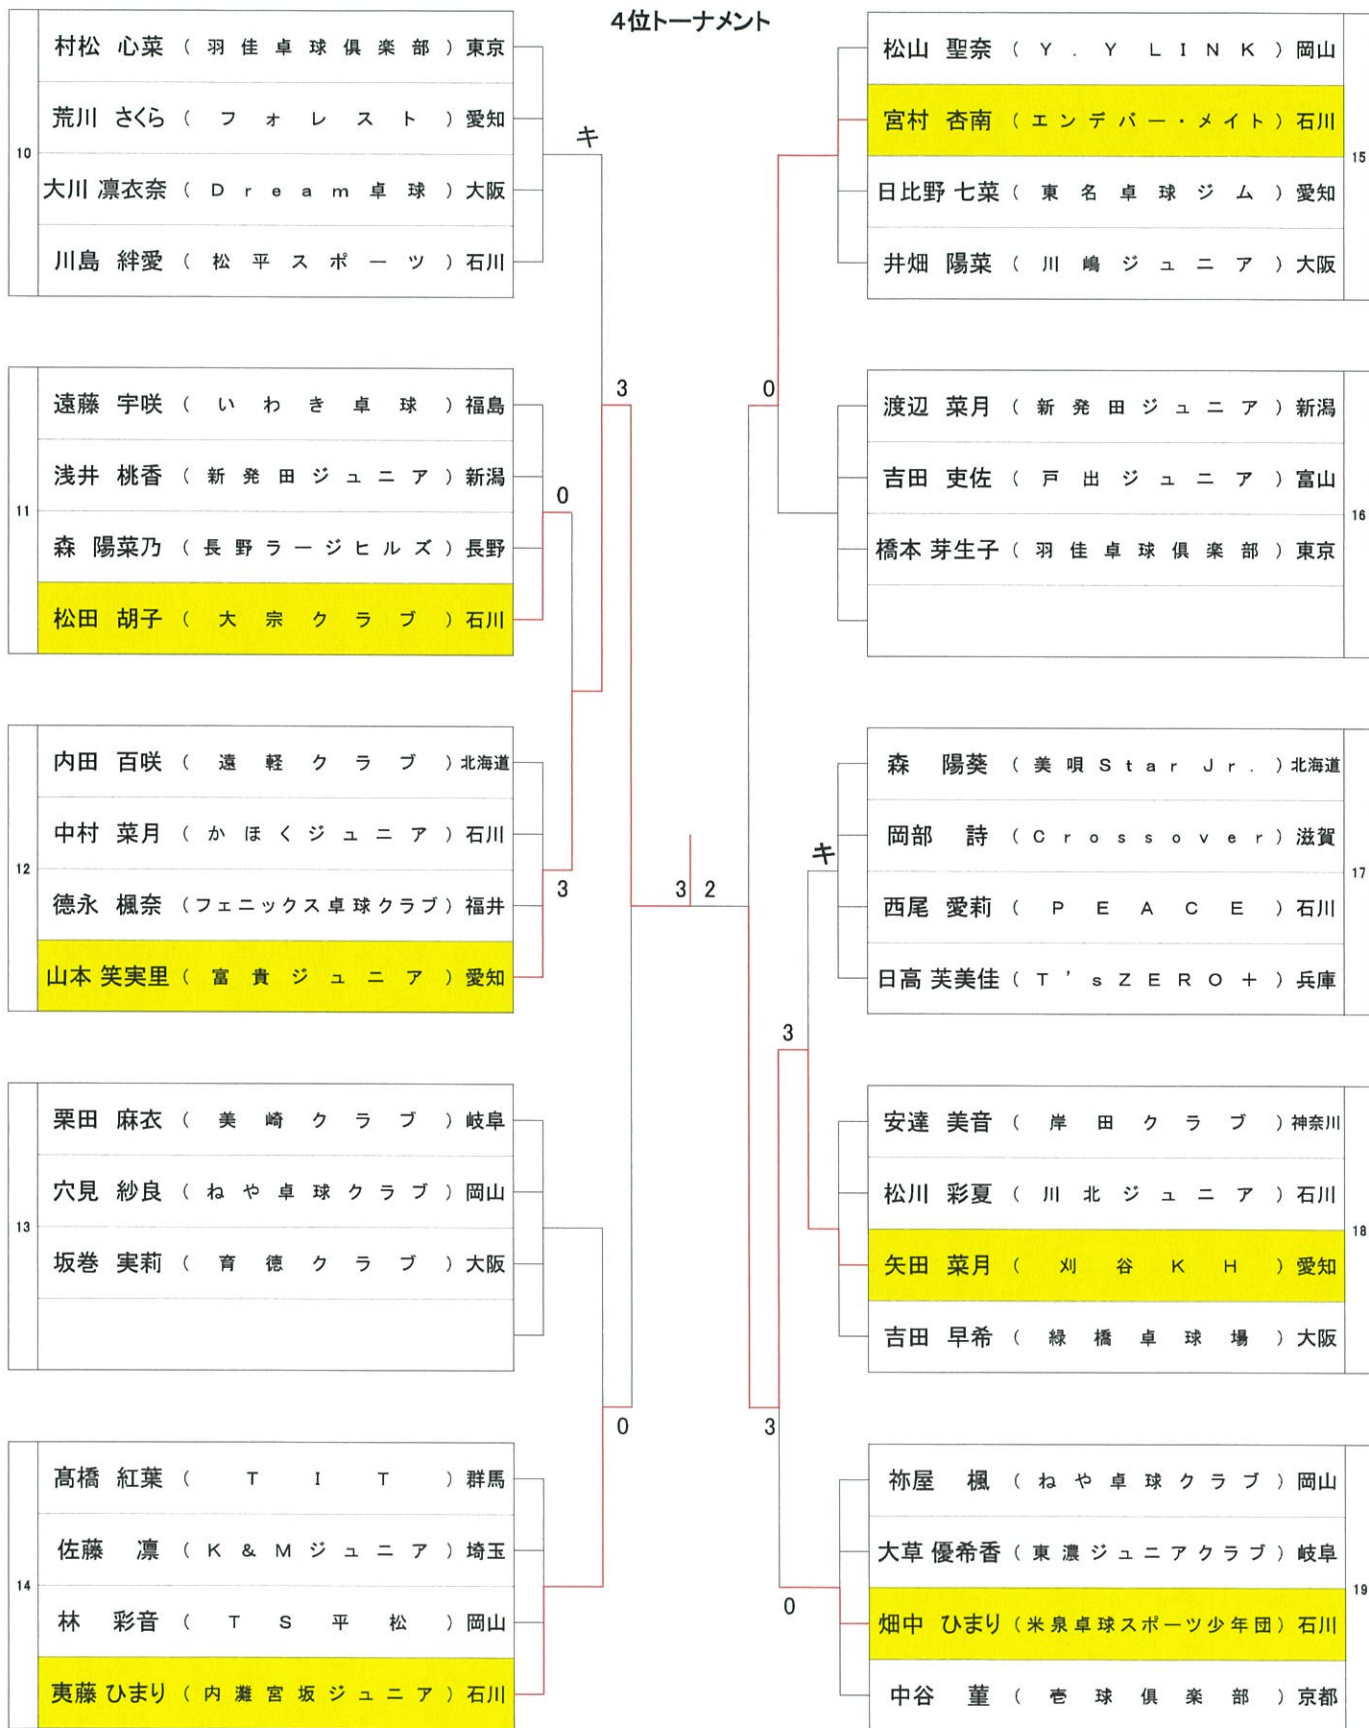 4位トーナメント
10
村松 心菜 ( 羽佳卓球倶楽部 ) 東京
荒川 さくら ( フォレスト ) 愛知
大川 凛衣奈 ( Dream卓球 ) 大阪
川島 絆愛 ( 松平スポーツ ) 石川
キ
11
遠藤 宇咲 ( いわき卓球 ) 福島
浅井 桃香 ( 新発田ジュニア ) 新潟
森 陽菜乃 ( 長野ラージヒルズ ) 長野
松田 胡子 ( 大宗クラブ ) 石川
0
3
12
内田 百咲 ( 遠軽クラブ ) 北海道
中村 菜月 ( かほくジュニア ) 石川
德永 楓奈 ( フェニックス卓球クラブ ) 福井
山本 笑実里 ( 富貴ジュニア ) 愛知
3
13
栗田 麻衣 ( 美崎クラブ ) 岐阜
穴見 紗良 ( ねや卓球クラブ ) 岡山
坂巻 実莉 ( 育徳クラブ ) 大阪
14
髙橋 紅葉 ( TIT ) 群馬
佐藤 凛 ( K&Mジュニア ) 埼玉
林 彩音 ( TS平松 ) 岡山
夷藤 ひまり ( 内灘宮坂ジュニア ) 石川
0
3 2
15
松山 聖奈 ( Y.Y LINK ) 岡山
宮村 杏南 ( エンデバー・メイト ) 石川
日比野 七菜 ( 東名卓球ジム ) 愛知
井畑 陽菜 ( 川嶋ジュニア ) 大阪
0
16
渡辺 菜月 ( 新発田ジュニア ) 新潟
吉田 吏佐 ( 戸出ジュニア ) 富山
橋本 芽生子 ( 羽佳卓球倶楽部 ) 東京
17
森 陽葵 ( 美唄Star Jr. ) 北海道
岡部 詩 ( Crossover ) 滋賀
西尾 愛莉 ( PEACE ) 石川
日高 芙美佳 ( T'sZERO+ ) 兵庫
キ
3
18
安達 美音 ( 岸田クラブ ) 神奈川
松川 彩夏 ( 川北ジュニア ) 石川
矢田 菜月 ( 刈谷KH ) 愛知
吉田 早希 ( 緑橋卓球場 ) 大阪
3
19
祢屋 楓 ( ねや卓球クラブ ) 岡山
大草 優希香 ( 東濃ジュニアクラブ ) 岐阜
畑中 ひまり ( 米泉卓球スポーツ少年団 ) 石川
中谷 菫 ( 壱球倶楽部 ) 京都
0